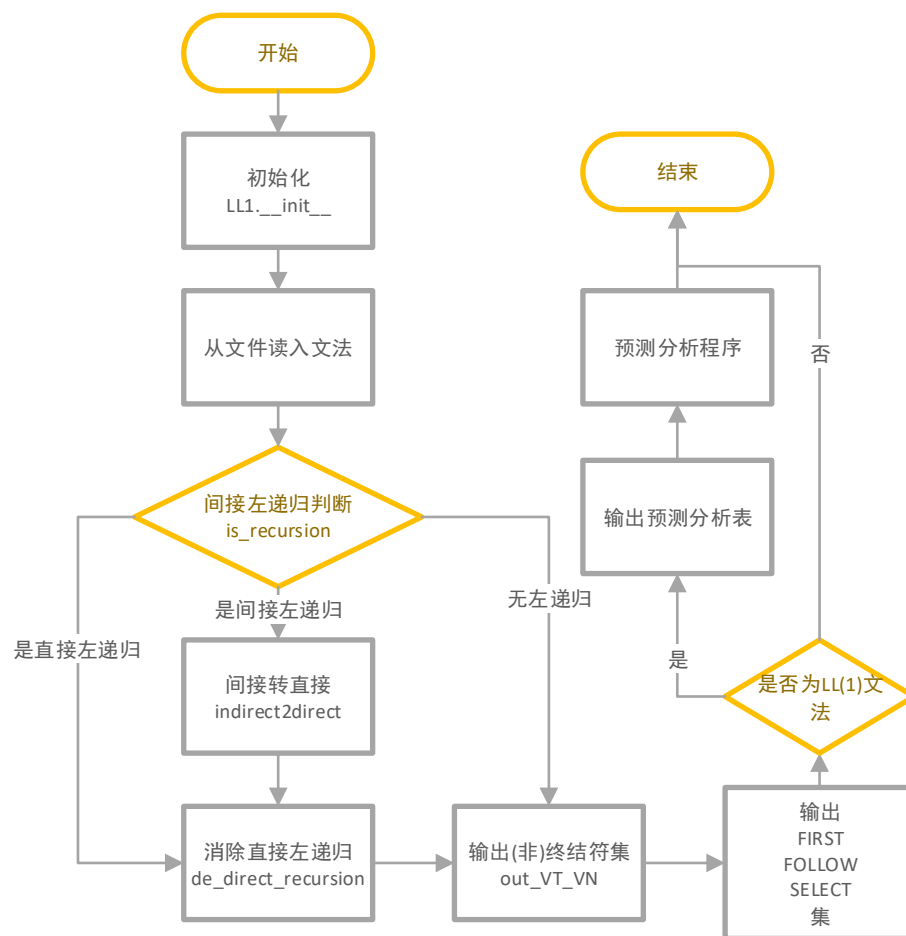 开始
初始化
LL1.__init__
从文件读入文法
间接左递归判断
is_recursion
是直接左递归
是间接左递归
无左递归
间接转直接
indirect2direct
消除直接左递归
de_direct_recursion
输出(非)终结符集
out_VT_VN
输出
FIRST
FOLLOW
SELECT
集
是否为LL(1)文
法
是
否
输出预测分析表
预测分析程序
结束